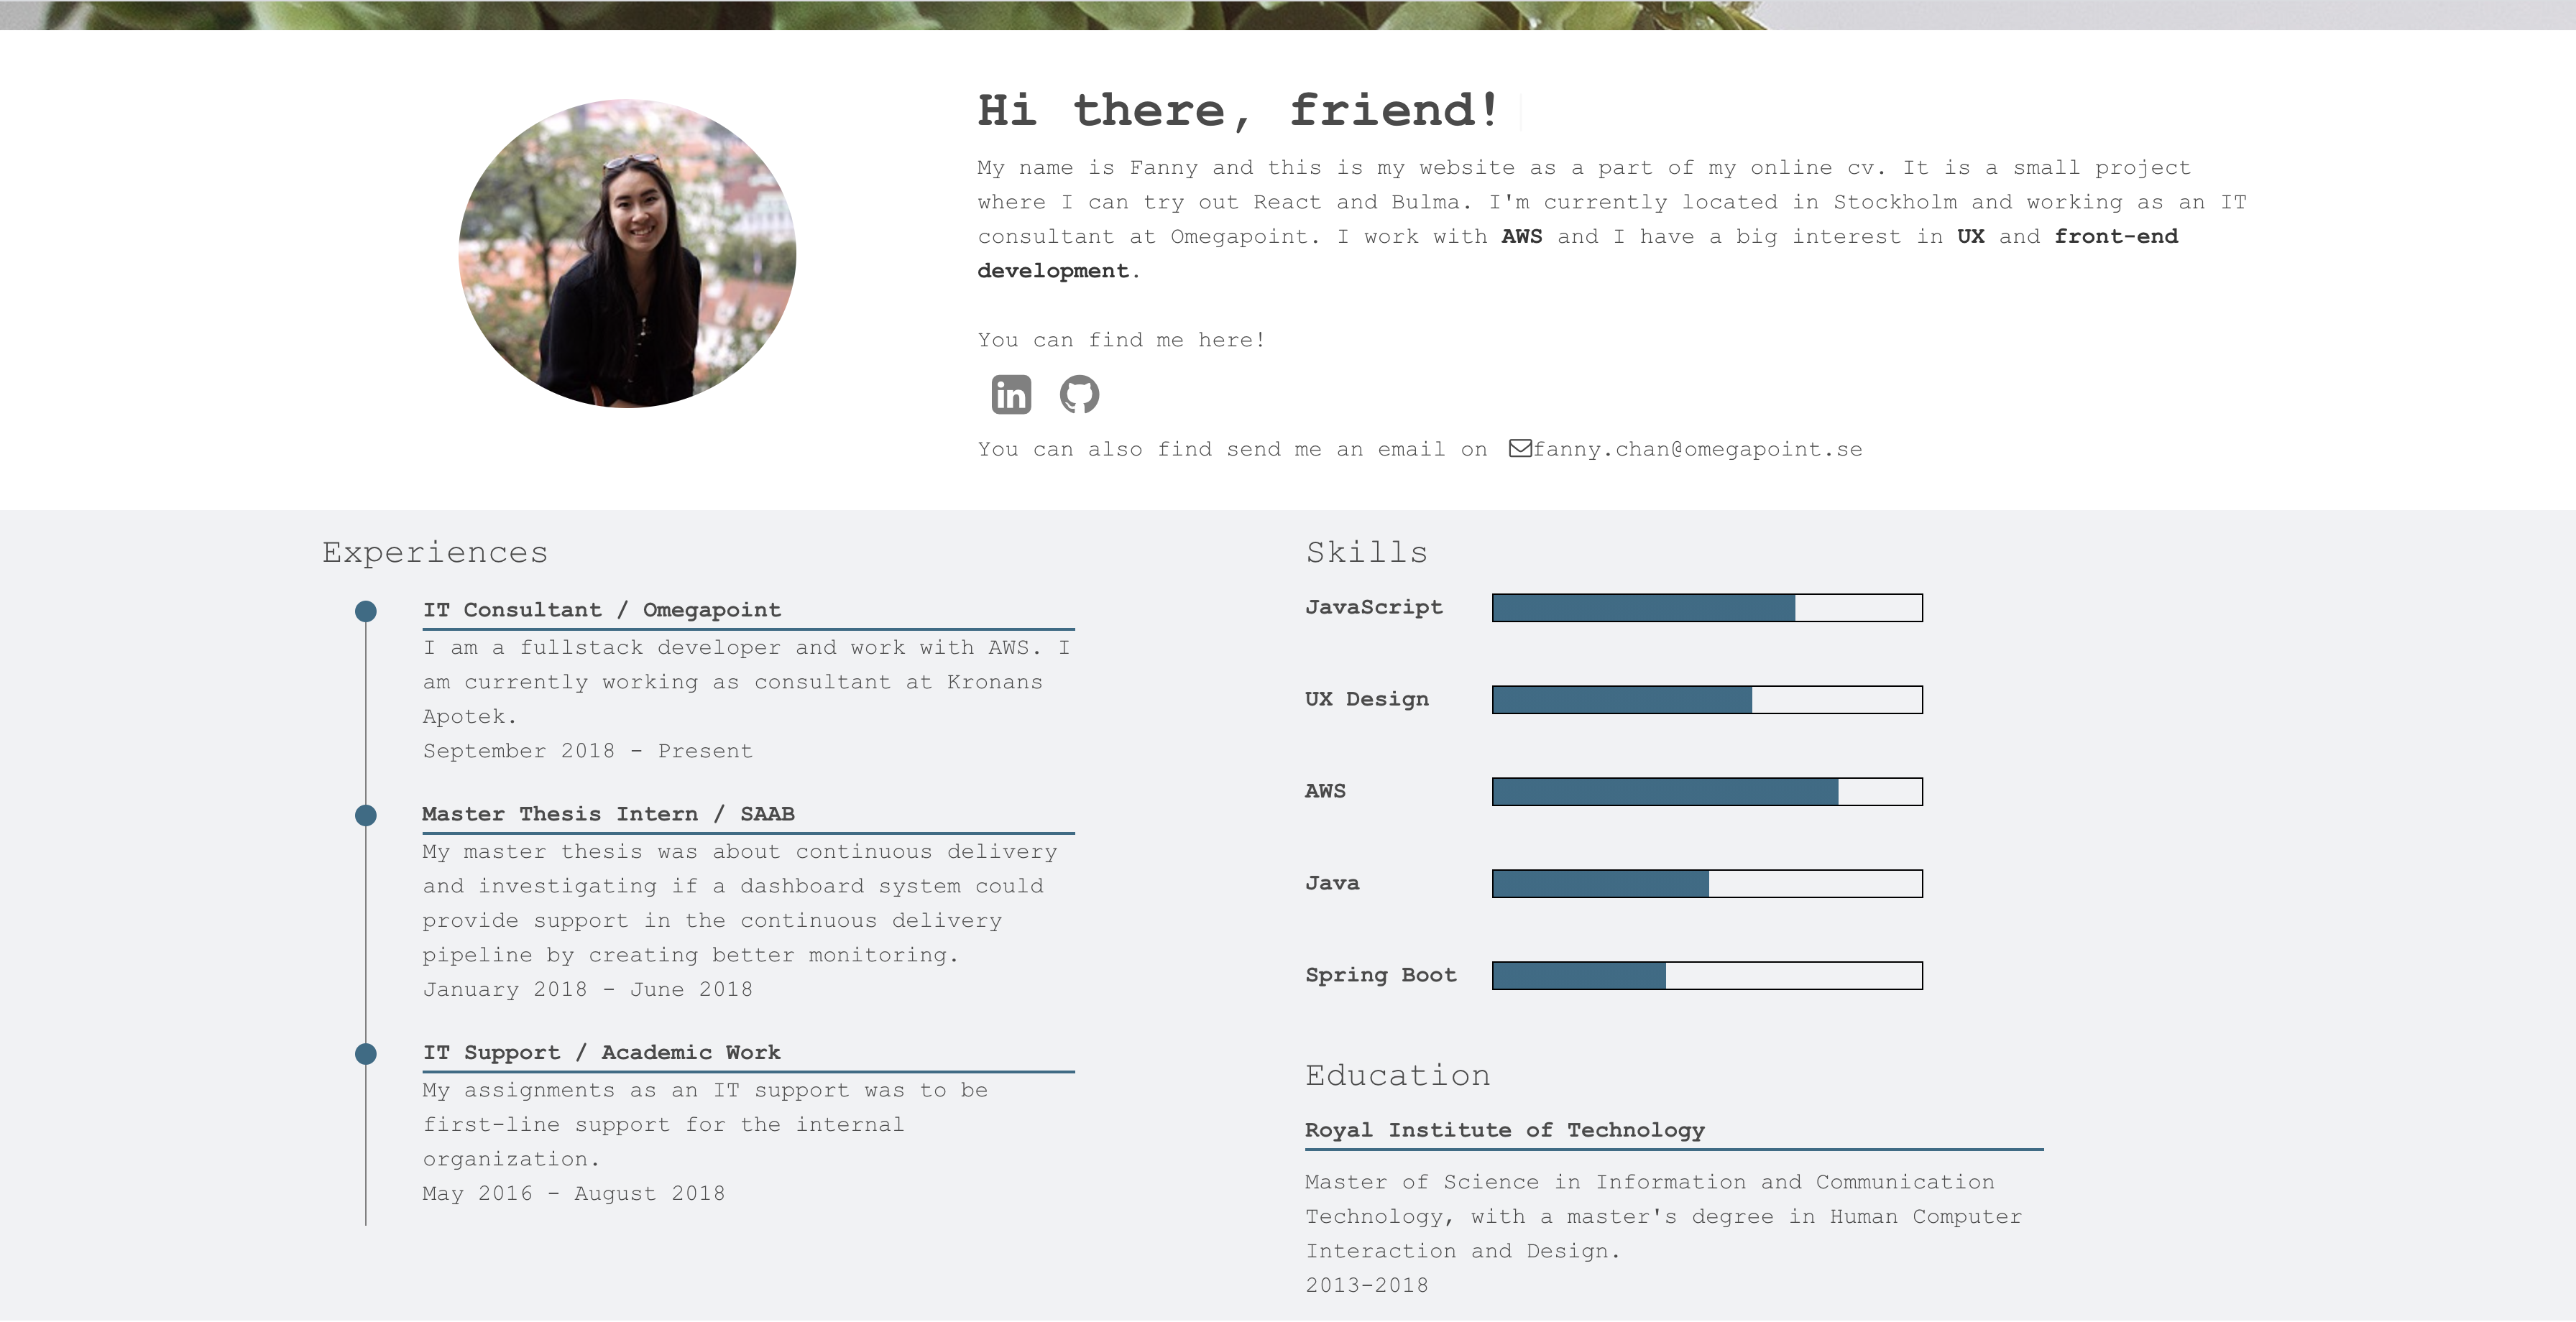 Hi there, friend!
My name is Fanny and this is my website as a part of my online cv. It is a small project
where I can try out React and Bulma. I'm currently located in Stockholm and working as an IT
consultant at Omegapoint. I work with AWS and I have a big interest in UX and front-end
development.
You can find me here!
in
You can also find send me an email on fanny.chan@omegapoint.se
Experiences
IT Consultant / Omegapoint
I am a fullstack developer and work with AWS. I
am currently working as consultant at Kronans
Apotek.
September 2018 - Present
Master Thesis Intern / SAAB
My master thesis was about continuous delivery
and investigating if a dashboard system could
provide support in the continuous delivery
pipeline by creating better monitoring.
January 2018 - June 2018
IT Support / Academic Work
My assignments as an IT support was to be
first-line support for the internal
organization.
May 2016 - August 2018
Skills
JavaScript
UX Design
AWS
Java
Spring Boot
Education
Royal Institute of Technology
Master of Science in Information and Communication
Technology, with a master's degree in Human Computer
Interaction and Design.
2013-2018